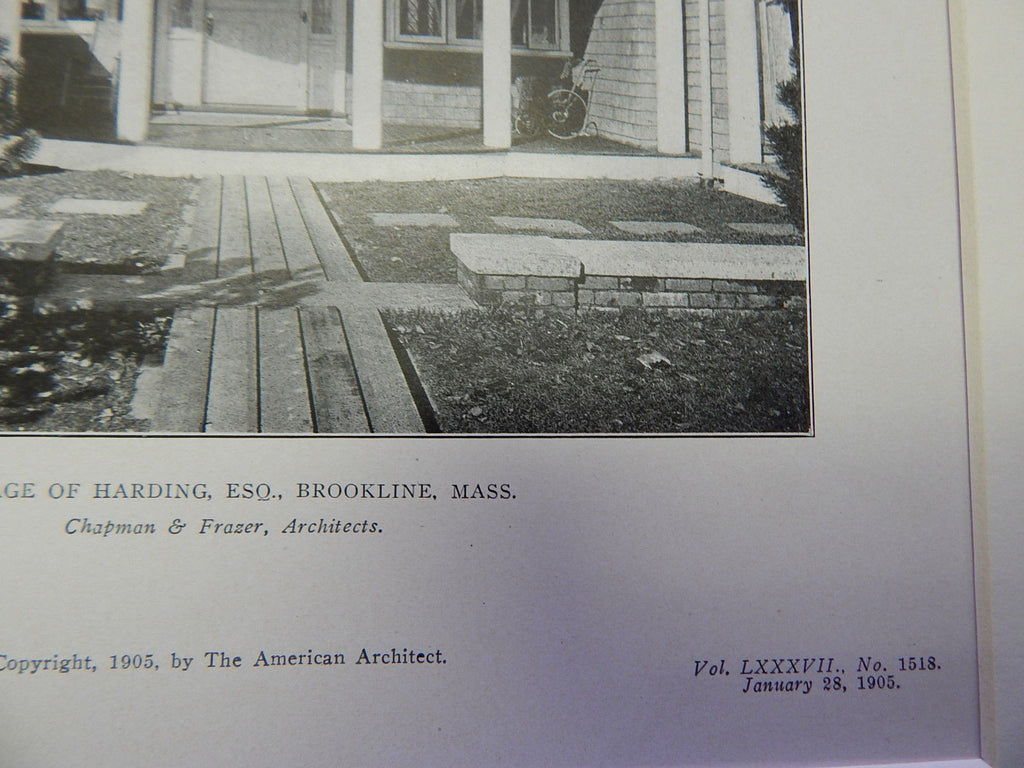 AGE OF HARDING, ESQ., BROOKLINE, MASS.
Chapman & Frazer, Architects.
Copyright, 1905, by The American Architect.
Vol. LXXXVII., No. 1518.
January 28, 1905.